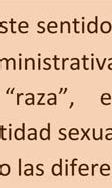 ste sentido
ministrativa
“raza”, e
tidad sexua
o las difere